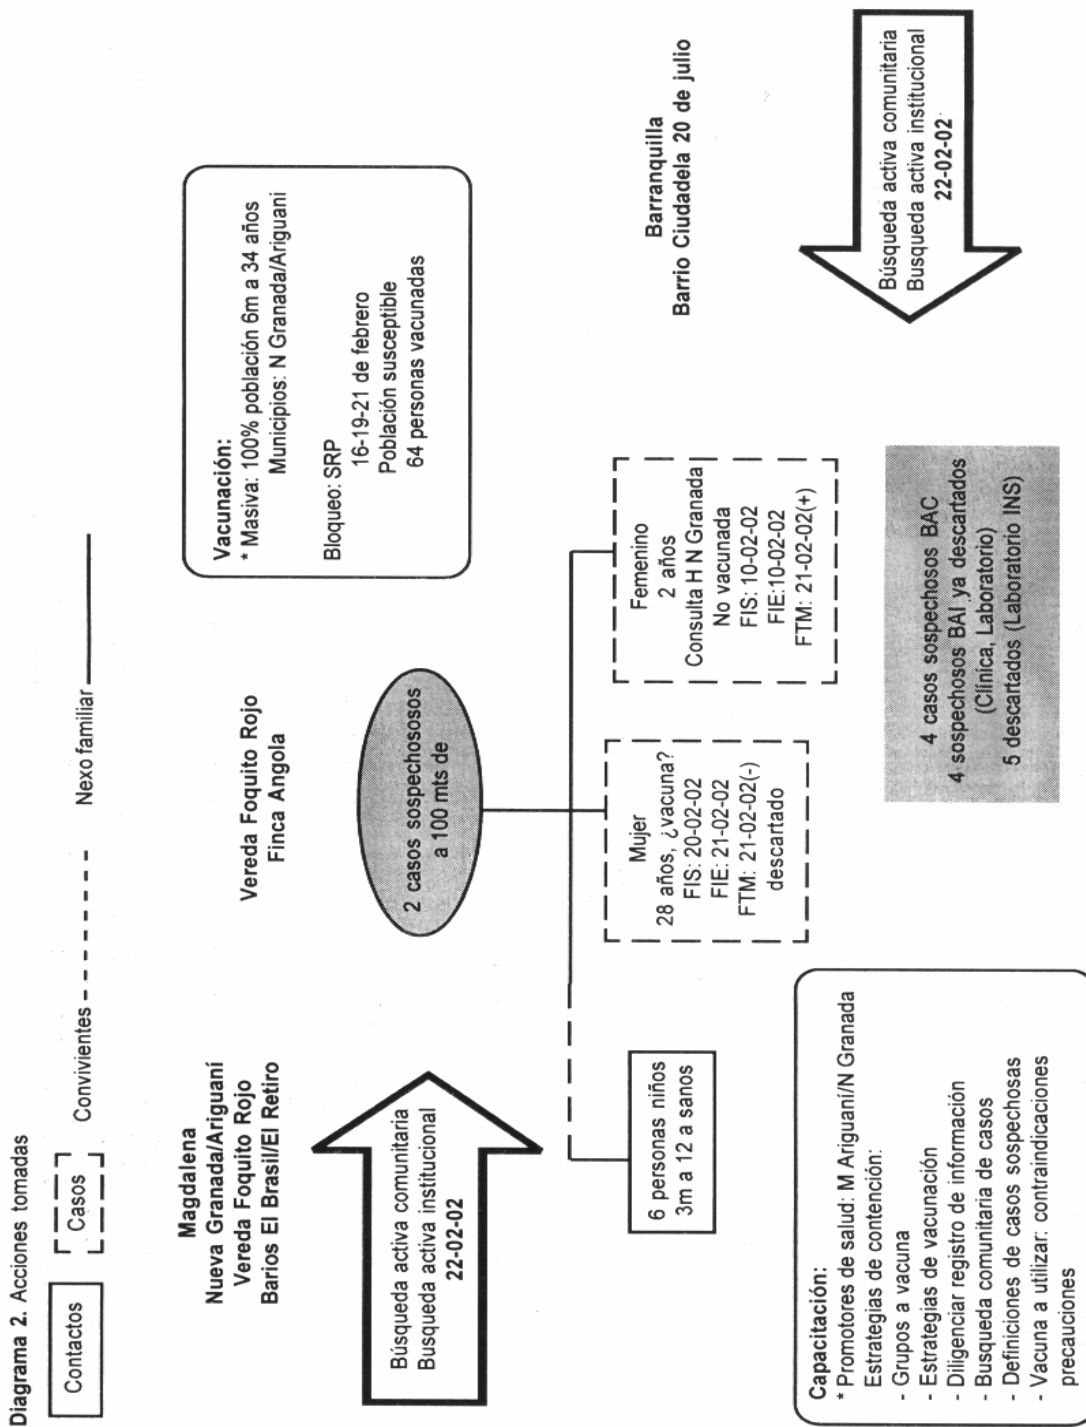 Diagrama 2. Acciones tomadas
Contactos
Casos
Convivientes
Nexo familiar
Magdalena
Nueva Granada/Ariguaní
Vereda Foquito Rojo
Barios El Brasil/El Retiro
Búsqueda activa comunitaria
Busqueda activa institucional
22-02-02
Vereda Foquito Rojo
Finca Angola
2 casos sospechososos
a 100 mts de
Vacunación:
* Masiva: 100% población 6m a 34 años
Municipios: N Granada/Ariguani
Bloqueo: SRP
16-19-21 de febrero
Población susceptible
64 personas vacunadas
Barranquilla
Barrio Ciudadela 20 de julio
Búsqueda activa comunitaria
Busqueda activa institucional
22-02-02
6 personas niños
3m a 12 a sanos
Mujer
28 años, ¿vacuna?
FIS: 20-02-02
FIE: 21-02-02
FTM: 21-02-02(-)
descartado
Femenino
2 años
Consulta H N Granada
No vacunada
FIS: 10-02-02
FIE:10-02-02
FTM: 21-02-02(+)
Capacitación:
* Promotores de salud: M Ariguaní/N Granada
Estrategias de contención:
- Grupos a vacuna
- Estrategias de vacunación
- Diligenciar registro de información
- Busqueda comunitaria de casos
- Definiciones de casos sospechosas
- Vacuna a utilizar: contraindicaciones
precauciones
4 casos sospechosos BAC
4 sospechosos BAI ya descartados
(Clínica, Laboratorio)
5 descartados (Laboratorio INS)